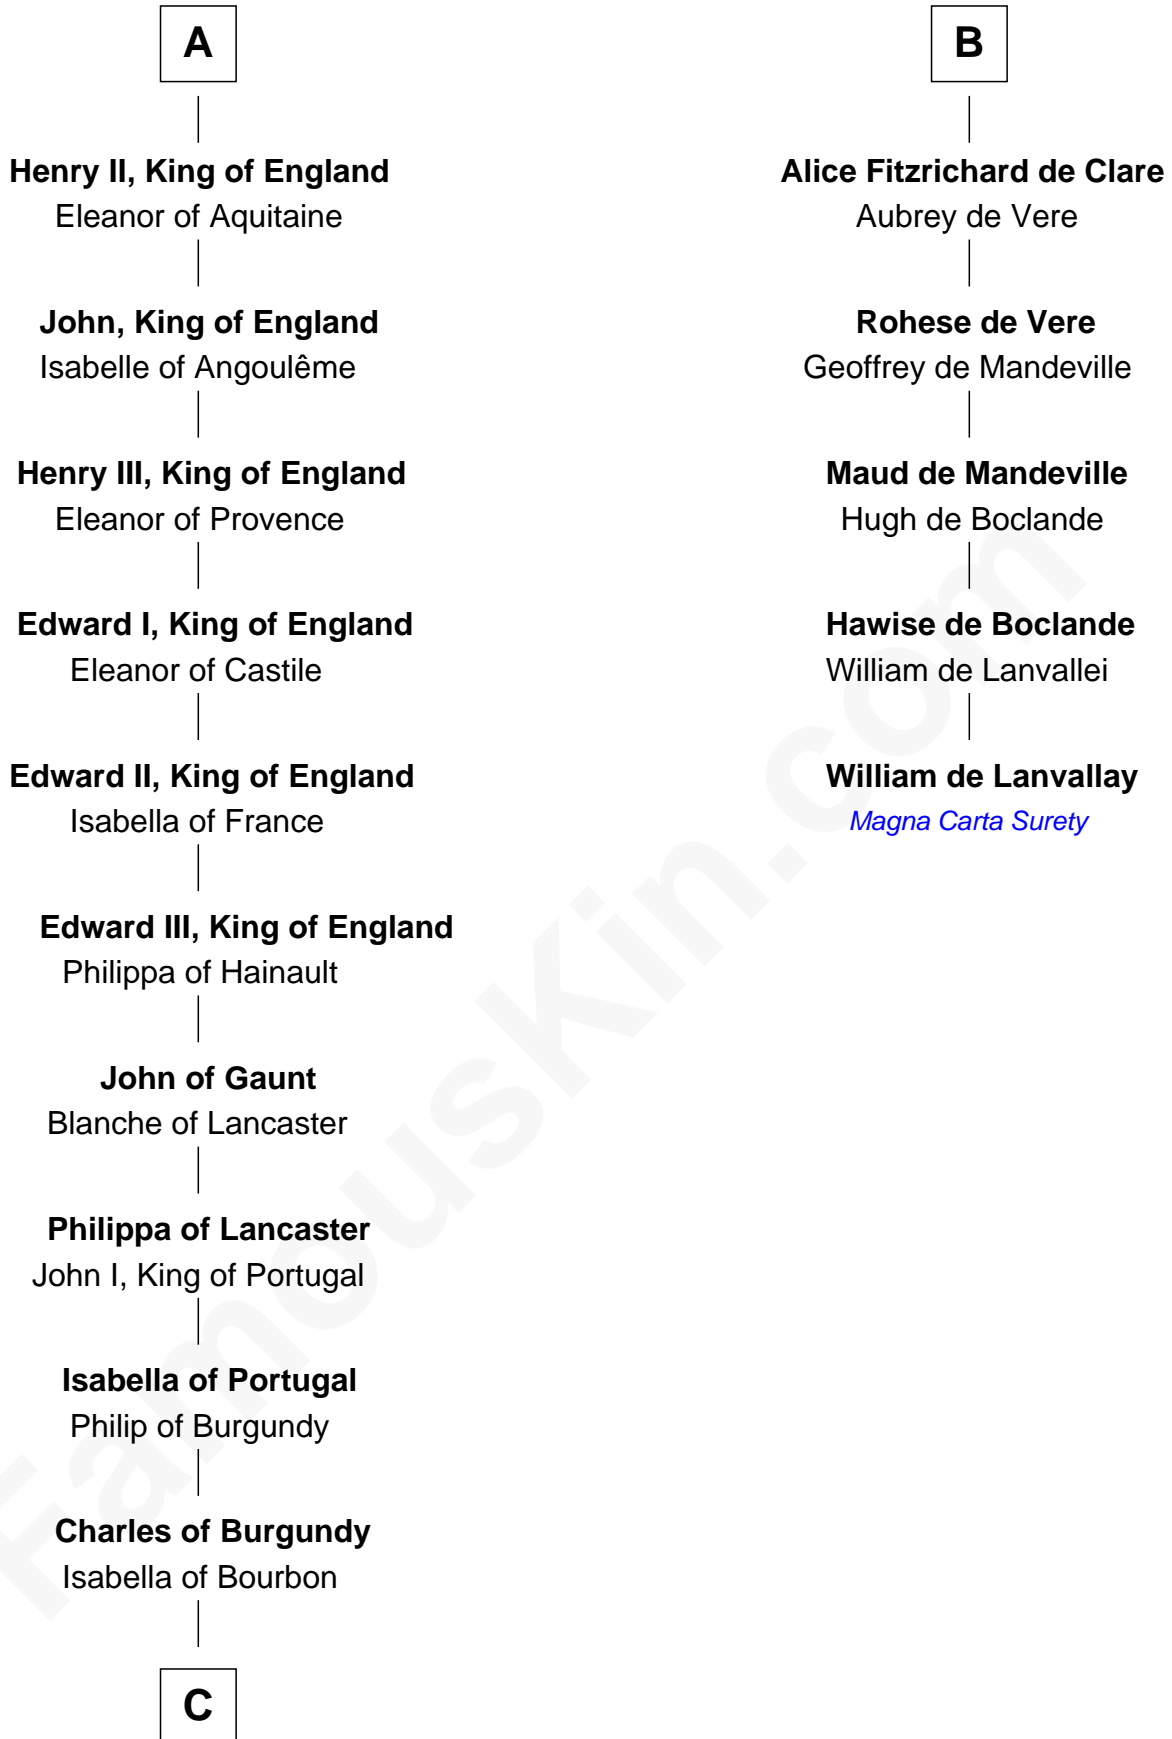 A
Henry II, King of England
Eleanor of Aquitaine
John, King of England
Isabelle of Angoulême
Henry III, King of England
Eleanor of Provence
Edward I, King of England
Eleanor of Castile
Edward II, King of England
Isabella of France
Edward III, King of England
Philippa of Hainault
John of Gaunt
Blanche of Lancaster
Philippa of Lancaster
John I, King of Portugal
Isabella of Portugal
Philip of Burgundy
Charles of Burgundy
Isabella of Bourbon
C
B
Alice Fitzrichard de Clare
Aubrey de Vere
Rohese de Vere
Geoffrey de Mandeville
Maud de Mandeville
Hugh de Boclande
Hawise de Boclande
William de Lanvallei
William de Lanvallay
Magna Carta Surety
FamousKin.com